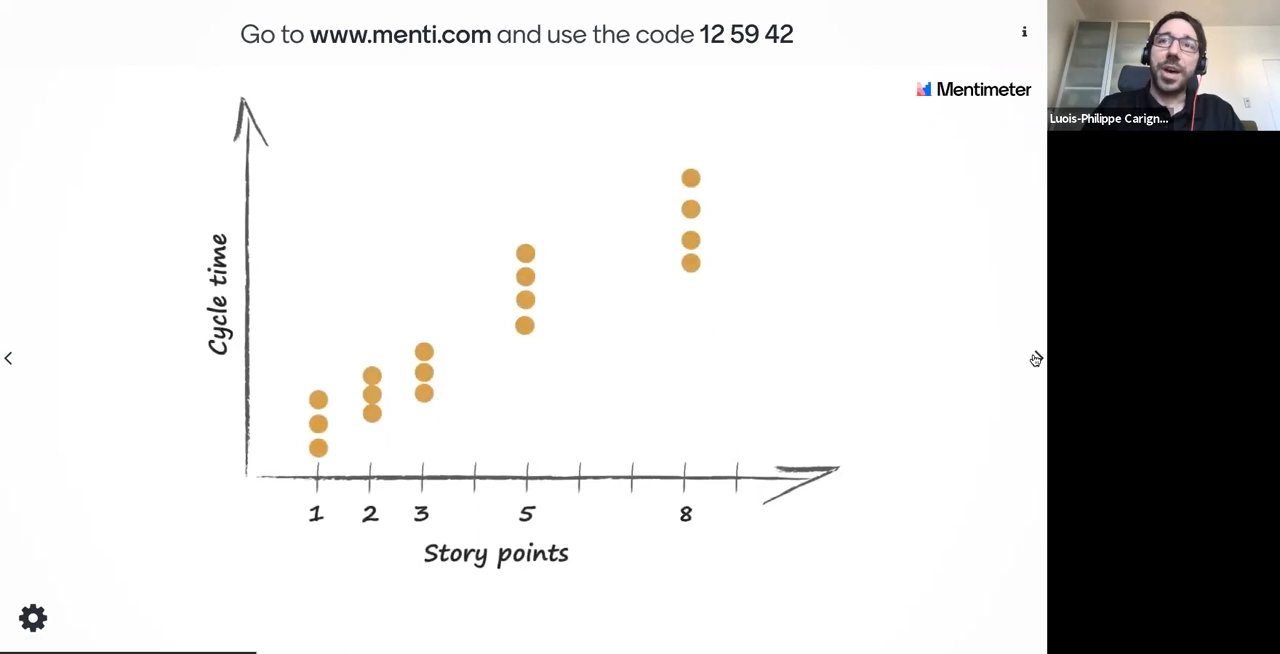 Go to www.menti.com and use the code 12 59 42
i
Mentimeter
Luois-Philippe Carign...
Cycle time
1 2 3 5 8
Story points